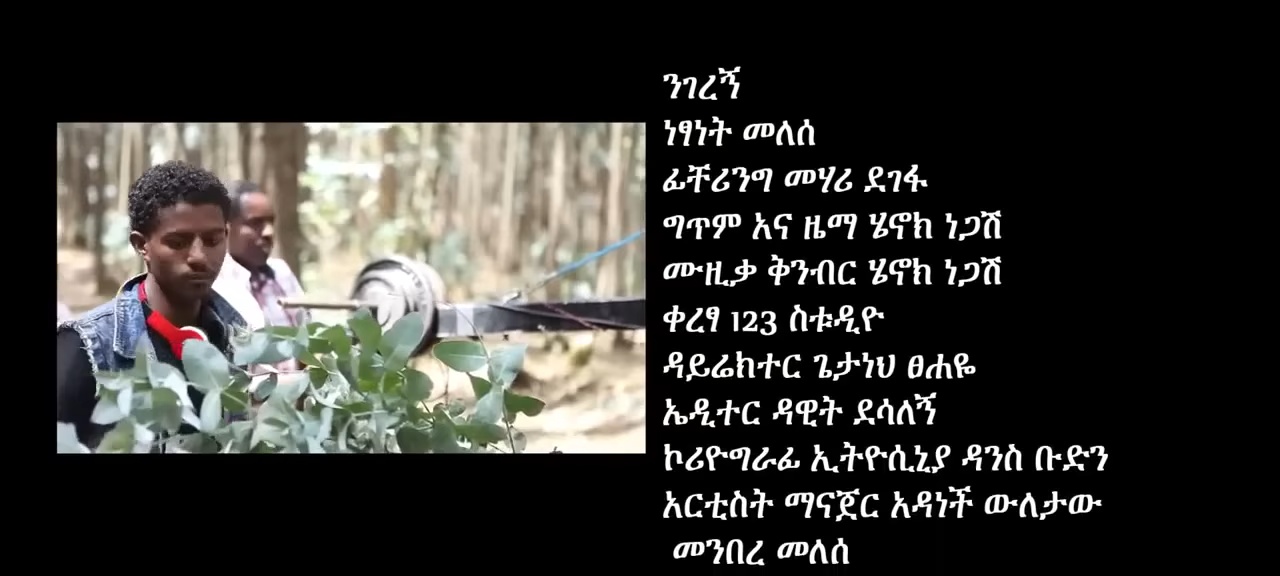 ንገረኝ
ነፃነት መለሰ
ፊቸሪንግ መሃሪ ደገፋ
ግጥም አና ዜማ ሄኖክ ነጋሽ
ሙዚቃ ቅንብር ሄኖክ ነጋሽ
ቀረፃ 123 ስቱዲዮ
ዳይሬክተር ጌታነህ ፀሐዬ
ኤዲተር ዳዊት ደሳለኝ
ኮሪዮግራፊ ኢትዮሲኒያ ዳንስ ቡድን
አርቲስት ማናጀር አዳነች ውለታው
መንበረ መለሰ